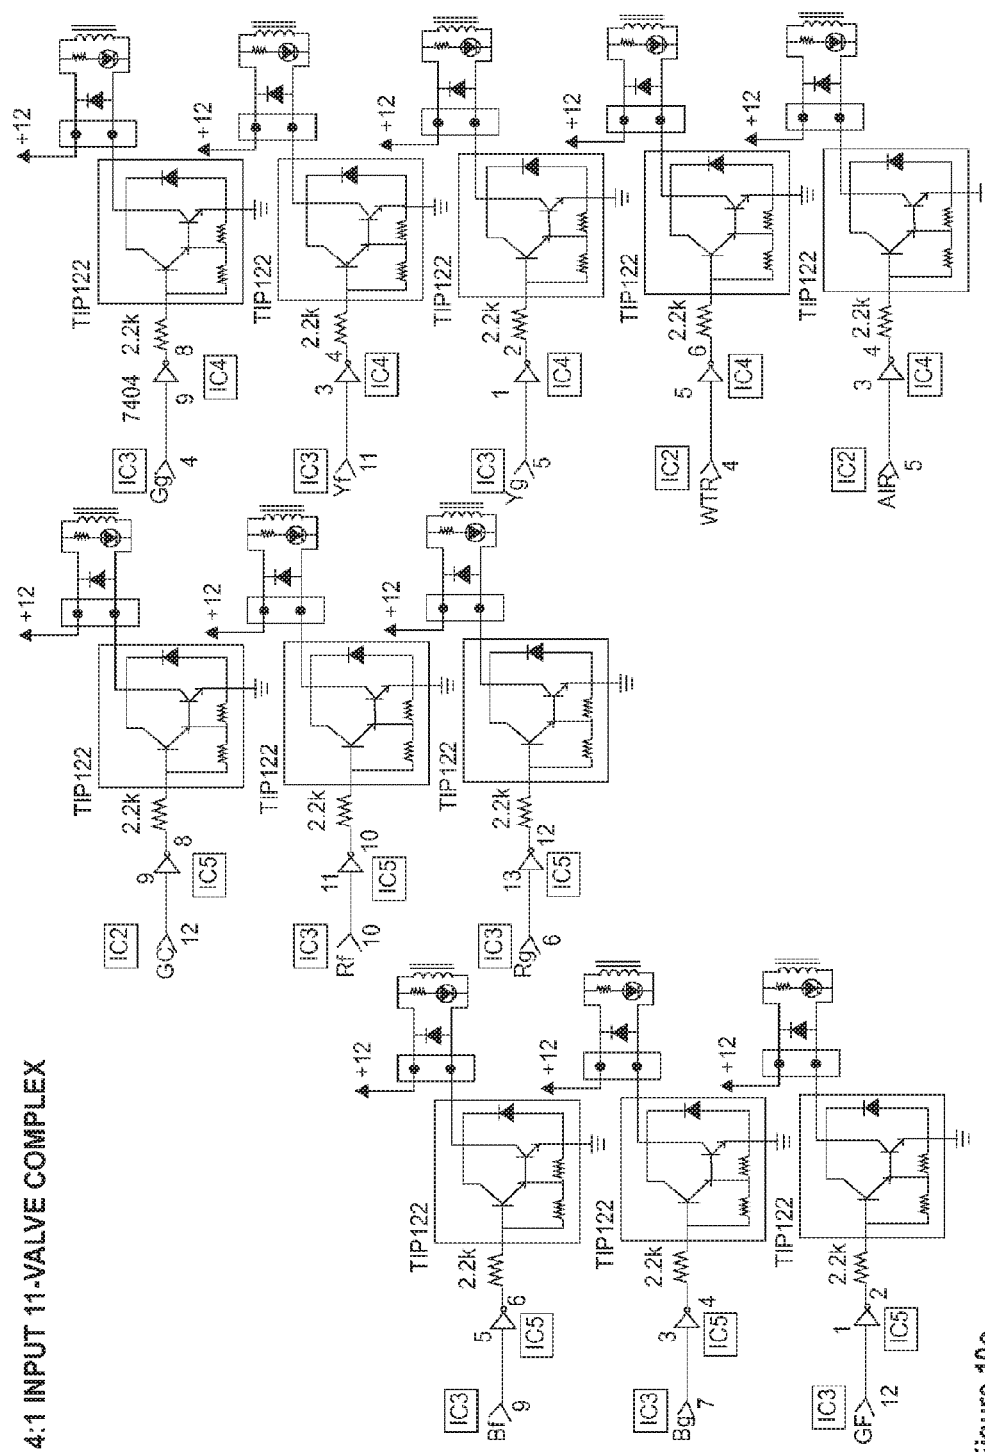 4:1 INPUT 11-VALVE COMPLEX
IC3
Bf
9
5
6
IC5
2.2k
TIP122
+12
IC3
Bg
7
3
4
IC5
2.2k
TIP122
+12
IC3
GF
12
1
2
IC5
2.2k
TIP122
+12
IC2
GC
12
9
8
IC5
2.2k
TIP122
+12
IC3
Rf
10
11
10
IC5
2.2k
TIP122
+12
IC3
Rg
6
13
12
IC5
2.2k
TIP122
+12
IC3
Gg
4
7404
9
8
IC4
2.2k
TIP122
+12
IC3
Yf
11
3
4
IC4
2.2k
TIP122
+12
IC3
Yg
5
1
2
IC4
2.2k
TIP122
+12
IC2
WTR
4
5
6
IC4
2.2k
TIP122
+12
IC2
AIR
5
3
4
IC4
2.2k
TIP122
+12